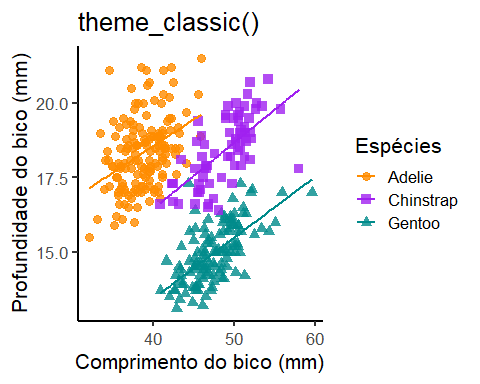 theme_classic()
Profundidade do bico (mm)
20.0
17.5
15.0
40 50 60
Comprimento do bico (mm)
Espécies
Adelie
Chinstrap
Gentoo